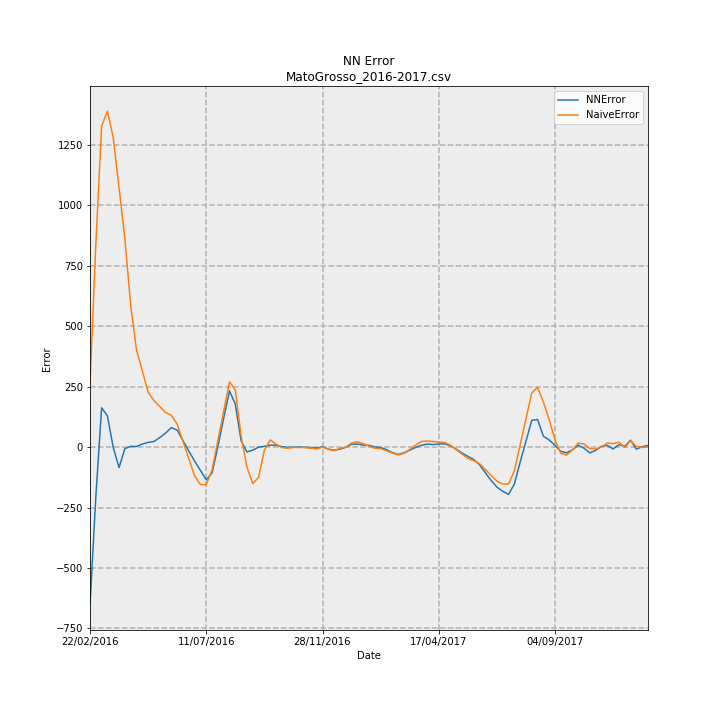 NN Error
MatoGrosso_2016-2017.csv
NNError
NaiveError
1250
1000
750
500
250
0
−250
−500
−750
Error
22/02/2016 11/07/2016 28/11/2016 17/04/2017 04/09/2017
Date